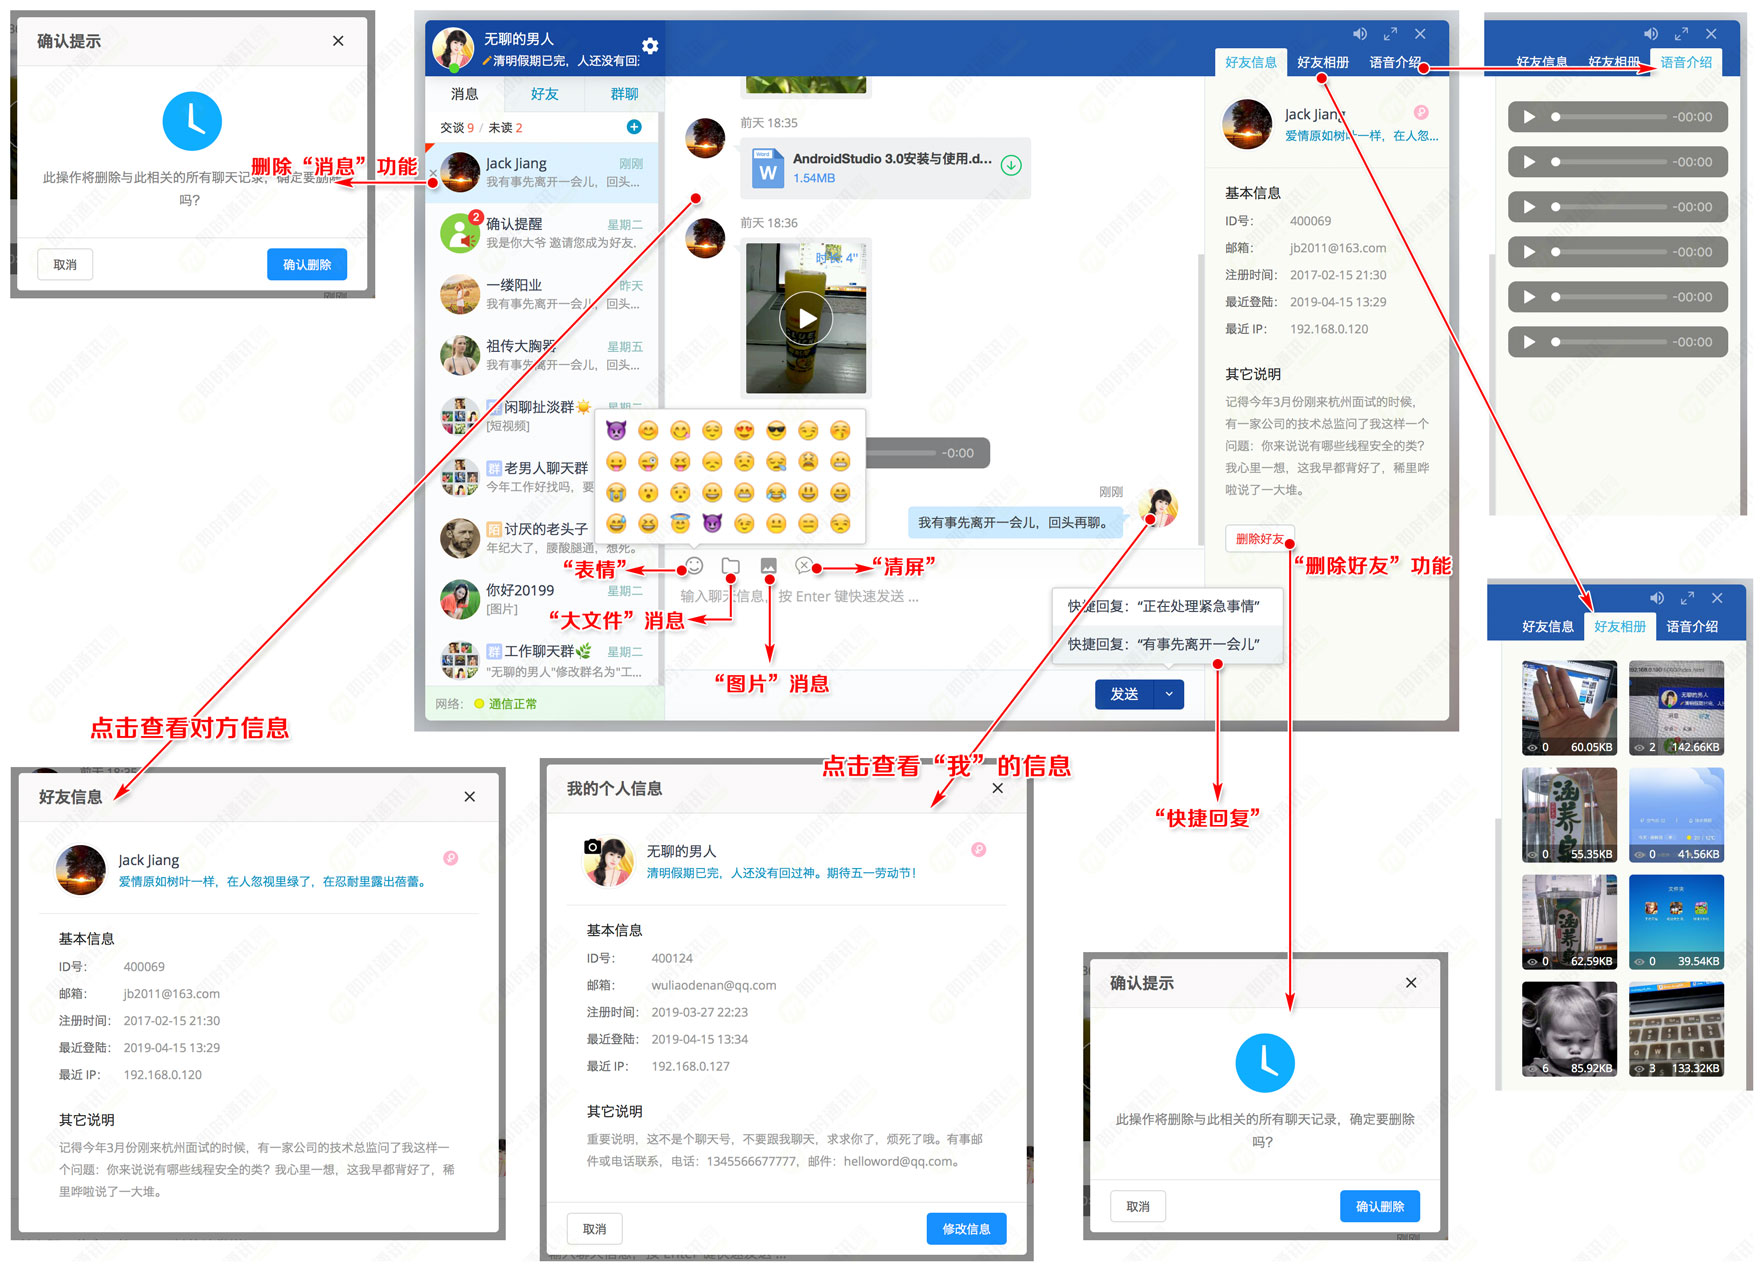 确认提示
此操作将删除与此相关的所有聊天记录，确定要删除
吗？
取消
确认删除
删除“消息”功能
无聊的男人
清明假期已完，人还没有回
消息
好友
群聊
交谈 9 / 未读 2
Jack Jiang
刚刚
我有事先离开一会儿，回头...
2
确认提醒
星期二
我是你大爷 邀请您成为好友,
一缕阳业
昨天
我有事先离开一会儿，回头...
祖传大胸器
星期五
我有事先离开一会儿，回头...
群 闲聊扯淡群
星期二
[短视频]
群 老男人聊天群
今年工作好找吗，要
陌 讨厌的老头子
年纪大了，腰酸腿通，想死。
你好20199
星期二
[图片]
群 工作聊天群
星期二
“无聊的男人”修改群名为“工...
网络：
通信正常
前天 18:35
Word
W
AndroidStudio 3.0安装与使用.d...
1.54MB
前天 18:36
时长: 4"
-0:00
刚刚
我有事先离开一会儿，回头再聊。
“表情”
“清屏”
输入聊天信息，按 Enter 键快速发送 ...
“大文件”消息
“图片”消息
快捷回复：“正在处理紧急事情”
快捷回复：“有事先离开一会儿”
发送
“快捷回复”
好友信息
好友相册
语音介绍
Jack Jiang
爱情原如树叶一样，在人忽...
基本信息
ID号：
400069
邮箱：
jb2011@163.com
注册时间：
2017-02-15 21:30
最近登陆：
2019-04-15 13:29
最近 IP：
192.168.0.120
其它说明
记得今年3月份刚来杭州面试的时候，
有一家公司的技术总监问了我这样一个
问题：你来说说有哪些线程安全的类？
我心里一想，这我早都背好了，稀里哗
啦说了一大堆。
删除好友
“删除好友”功能
好友信息
好友相册
语音介绍
-00:00
-00:00
-00:00
-00:00
-00:00
-00:00
好友信息
好友相册
语音介绍
0
60.05KB
2
142.66KB
0
55.35KB
0
41.56KB
0
62.59KB
0
39.54KB
6
85.92KB
3
133.32KB
点击查看对方信息
好友信息
Jack Jiang
爱情原如树叶一样，在人忽视里绿了，在忍耐里露出蓓蕾。
基本信息
ID号：
400069
邮箱：
jb2011@163.com
注册时间：
2017-02-15 21:30
最近登陆：
2019-04-15 13:29
最近 IP：
192.168.0.120
其它说明
记得今年3月份刚来杭州面试的时候，有一家公司的技术总监问了我这样一
个问题：你来说说有哪些线程安全的类？我心里一想，这我早都背好了，稀
里哗啦说了一大堆。
点击查看“我”的信息
我的个人信息
无聊的男人
清明假期已完，人还没有回过神。期待五一劳动节！
基本信息
ID号：
400124
邮箱：
wuliaodenan@qq.com
注册时间：
2019-03-27 22:23
最近登陆：
2019-04-15 13:34
最近 IP：
192.168.0.127
其它说明
重要说明，这不是个聊天号，不要跟我聊天，求求你了，烦死了哦。有事邮
件或电话联系，电话：1345566677777，邮件：helloword@qq.com。
取消
修改信息
确认提示
此操作将删除与此相关的所有聊天记录，确定要删除
吗？
取消
确认删除